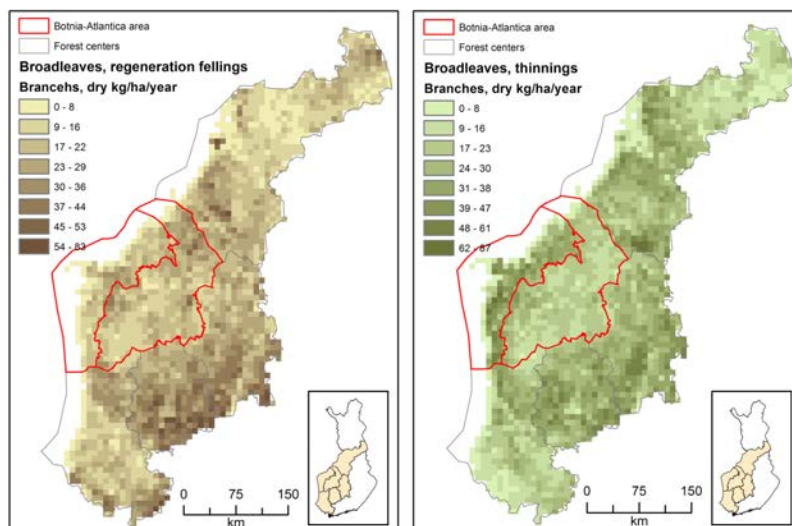 Botnia-Atlantica area
Forest centers
Broadleaves, regeneration fellings
Brancehs, dry kg/ha/year
0 - 8
9 - 16
17 - 22
23 - 29
30 - 36
37 - 44
45 - 53
54 - 83
0 75 150
km
Botnia-Atlantica area
Forest centers
Broadleaves, thinnings
Branches, dry kg/ha/year
0 - 8
9 - 16
17 - 23
24 - 30
31 - 38
39 - 47
48 - 61
62 - 87
0 75 150
km